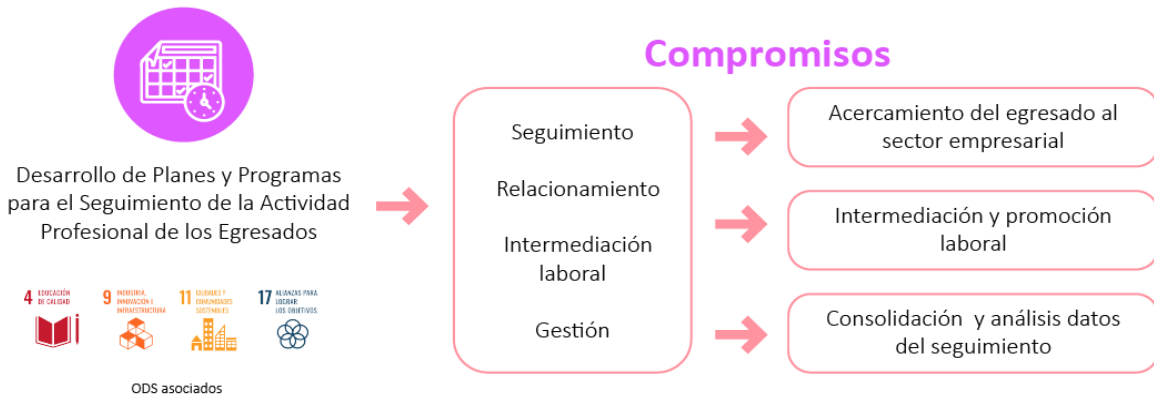 Compromisos
Desarrollo de Planes y Programas
para el Seguimiento de la Actividad
Profesional de los Egresados
4 EDUCACIÓN
DE CALIDAD
9 INDUSTRIA,
INNOVACIÓN E
INFRAESTRUCTURA
11 CIUDADES Y
COMUNIDADES
SOSTENIBLES
17 ALIANZAS PARA
LOGRAR
LOS OBJETIVOS
ODS asociados
Seguimiento
Relacionamiento
Intermediación
laboral
Gestión
Acercamiento del egresado al
sector empresarial
Intermediación y promoción
laboral
Consolidación y análisis datos
del seguimiento